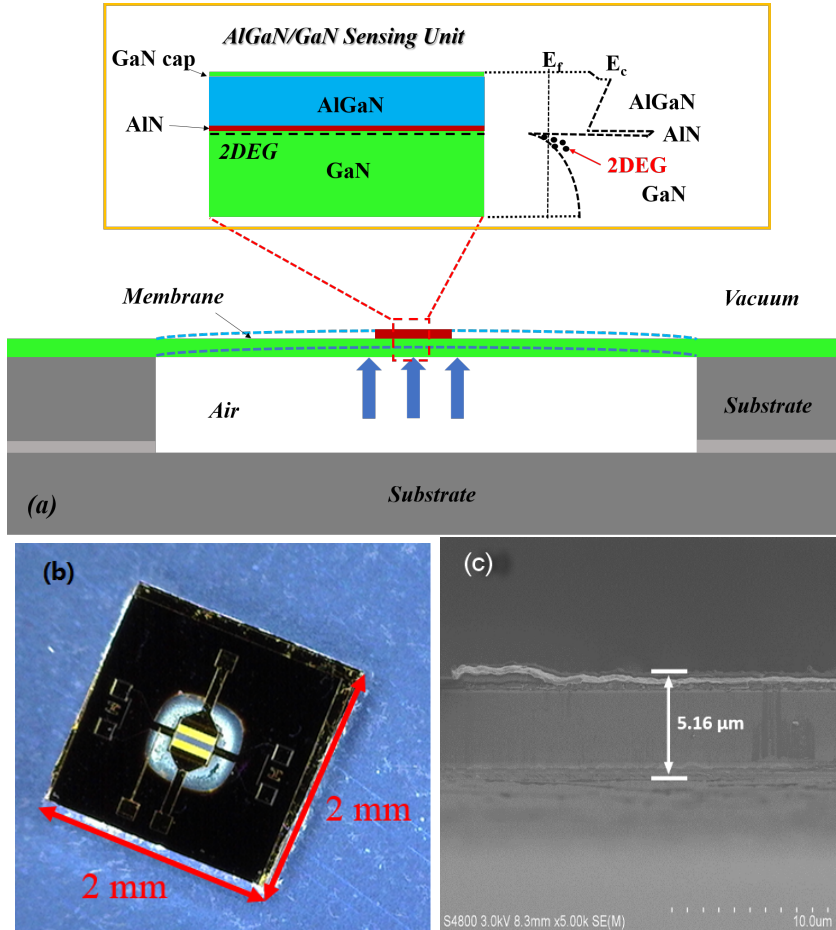 AlGaN/GaN Sensing Unit
GaN cap
AlGaN
AlN
2DEG
GaN
Ef
Ec
AlGaN
AlN
2DEG
GaN
Membrane
Vacuum
Air
Substrate
Substrate
(a)
(b)
2 mm
2 mm
(c)
5.16 μm
S4800 3.0kV 8.3mm x5.00k SE(M)
10.0um